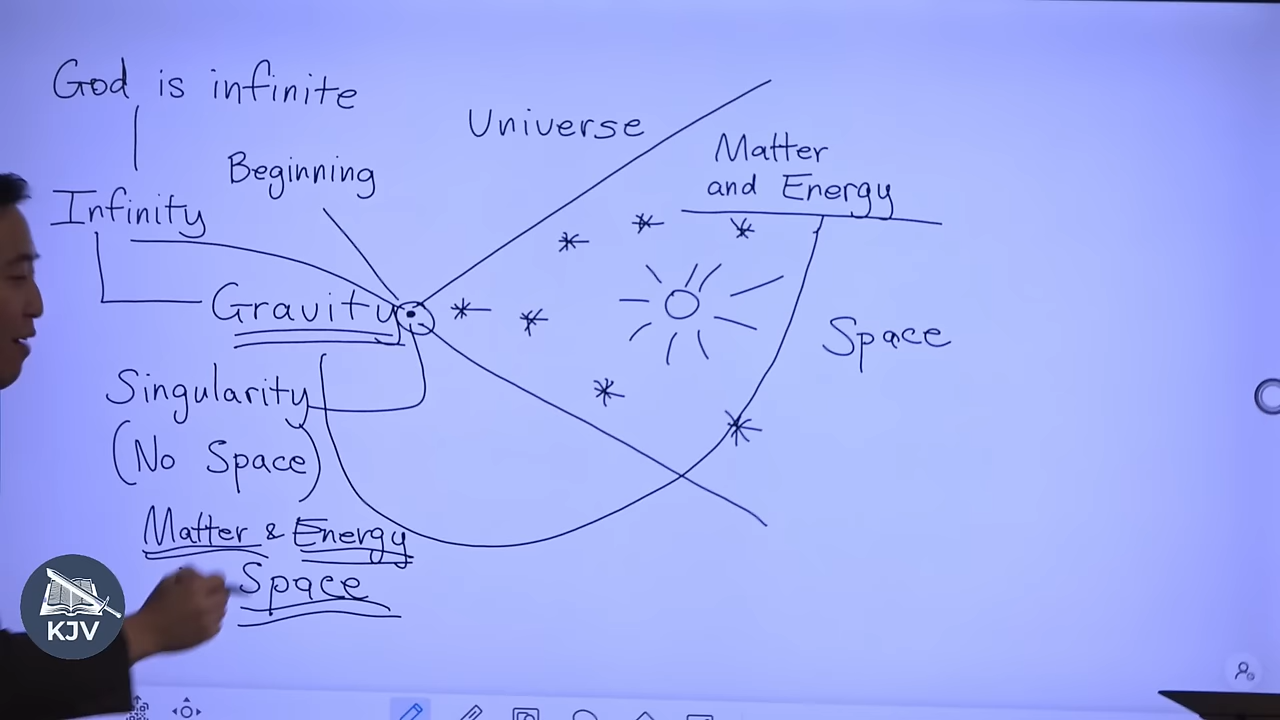 God is infinite
Universe
Beginning
Matter
and Energy
Infinity
Gravity
Space
Singularity
(No Space)
Matter & Energy
Space
KJV